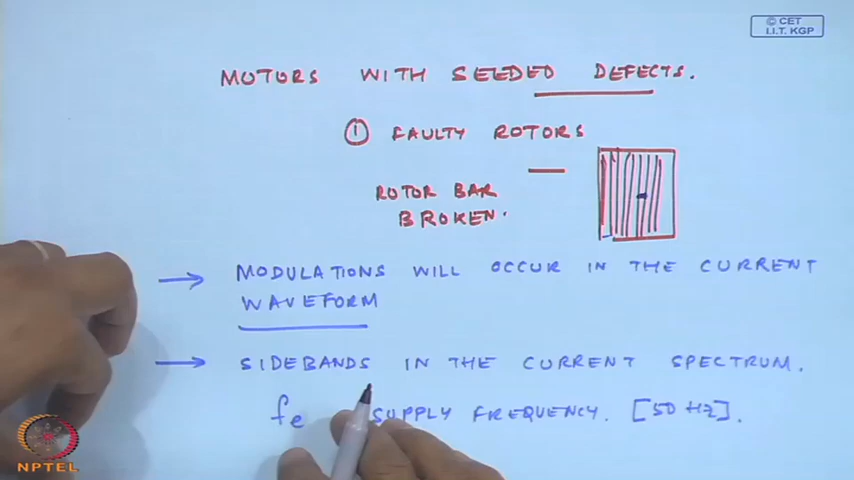 © CET
I.I.T. KGP
MOTORS WITH SEEDED DEFECTS.
① FAULTY ROTORS
ROTOR BAR
BROKEN.
→ MODULATIONS WILL OCCUR IN THE CURRENT
WAVEFORM
→ SIDEBANDS IN THE CURRENT SPECTRUM.
fe SUPPLY FREQUENCY. [50 HZ].
NPTEL